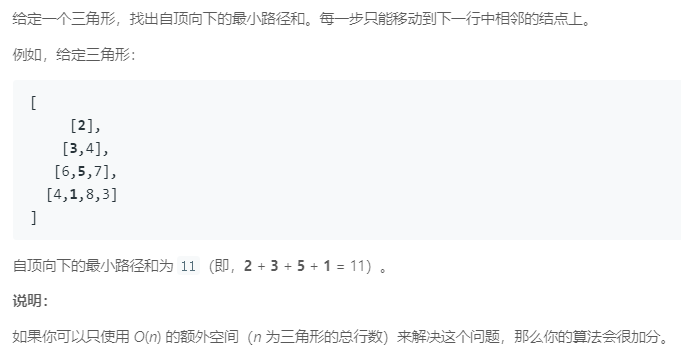 给定一个三角形，找出自顶向下的最小路径和。每一步只能移动到下一行中相邻的结点上。
例如，给定三角形：
[
[2],
[3,4],
[6,5,7],
[4,1,8,3]
]
自顶向下的最小路径和为 11（即，2 + 3 + 5 + 1 = 11）。
说明：
如果你可以只使用 O(n) 的额外空间（n 为三角形的总行数）来解决这个问题，那么你的算法会很加分。